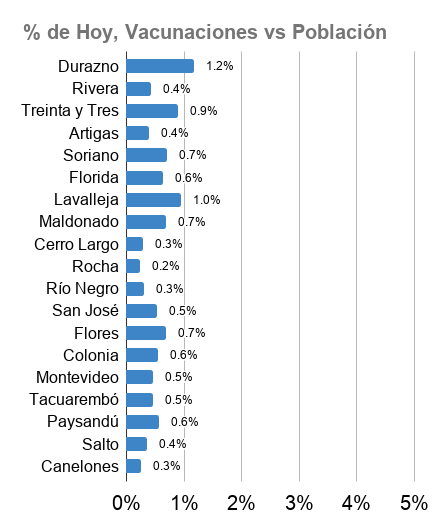 % de Hoy, Vacunaciones vs Población
Durazno 1.2%
Rivera 0.4%
Treinta y Tres 0.9%
Artigas 0.4%
Soriano 0.7%
Florida 0.6%
Lavalleja 1.0%
Maldonado 0.7%
Cerro Largo 0.3%
Rocha 0.2%
Río Negro 0.3%
San José 0.5%
Flores 0.7%
Colonia 0.6%
Montevideo 0.5%
Tacuarembó 0.5%
Paysandú 0.6%
Salto 0.4%
Canelones 0.3%
0% 1% 2% 3% 4% 5%